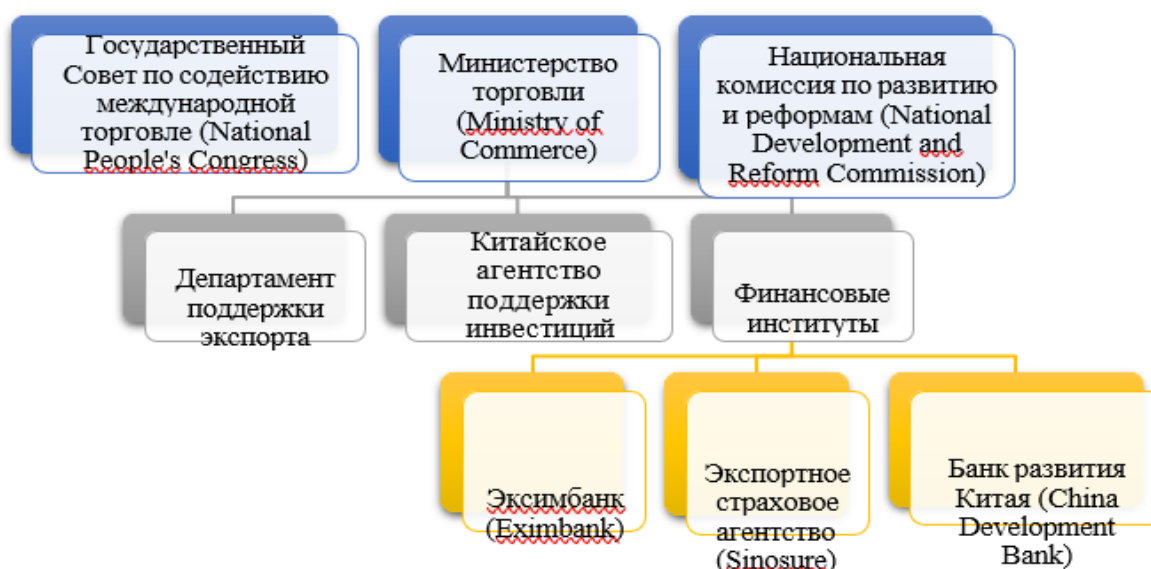 Государственный
Совет по содействию
международной
торговле (National
People's Congress)
Министерство
торговли
(Ministry of
Commerce)
Национальная
комиссия по развитию
и реформам (National
Development and
Reform Commission)
Департамент
поддержки
экспорта
Китайское
агентство
поддержки
инвестиций
Финансовые
институты
Эксимбанк
(Eximbank)
Экспортное
страховое
агентство
(Sinosure)
Банк развития
Китая (China
Development
Bank)